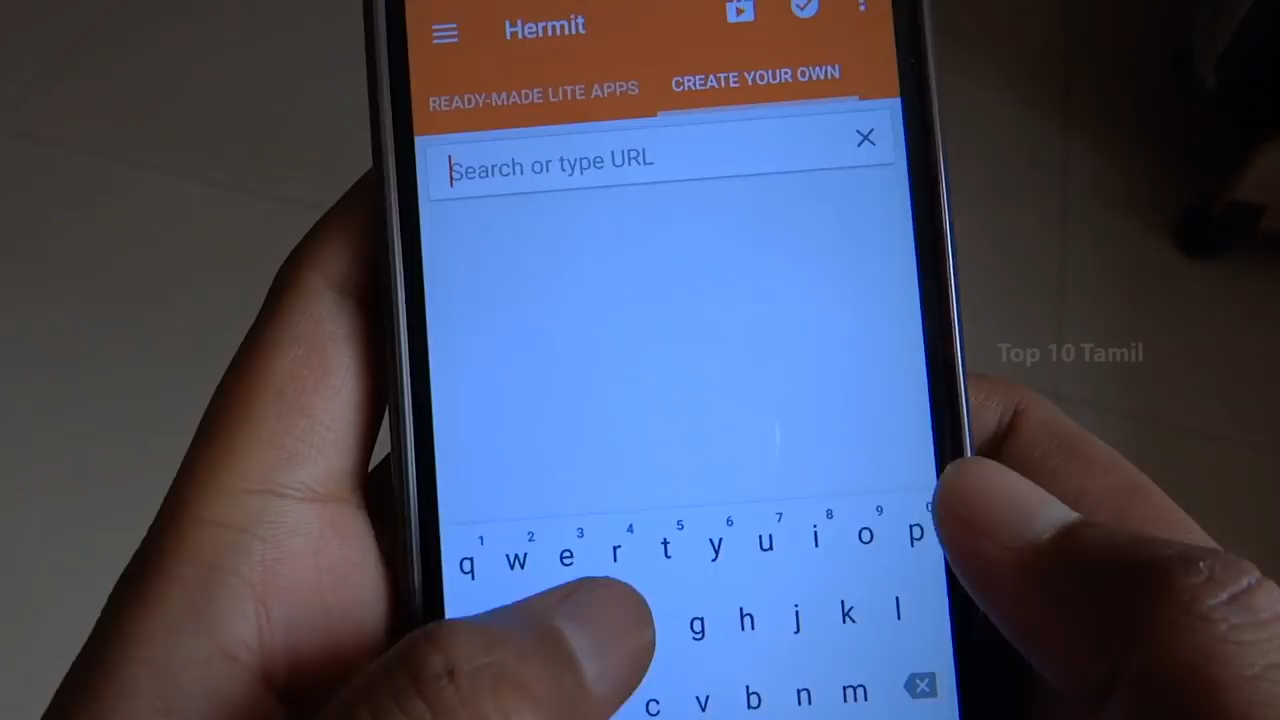 Hermit
READY-MADE LITE APPS
CREATE YOUR OWN
Search or type URL
Top 10 Tamil
1 2 3 4 5 6 7 8 9
q w e r t y u i o p
g h j k l
c v b n m